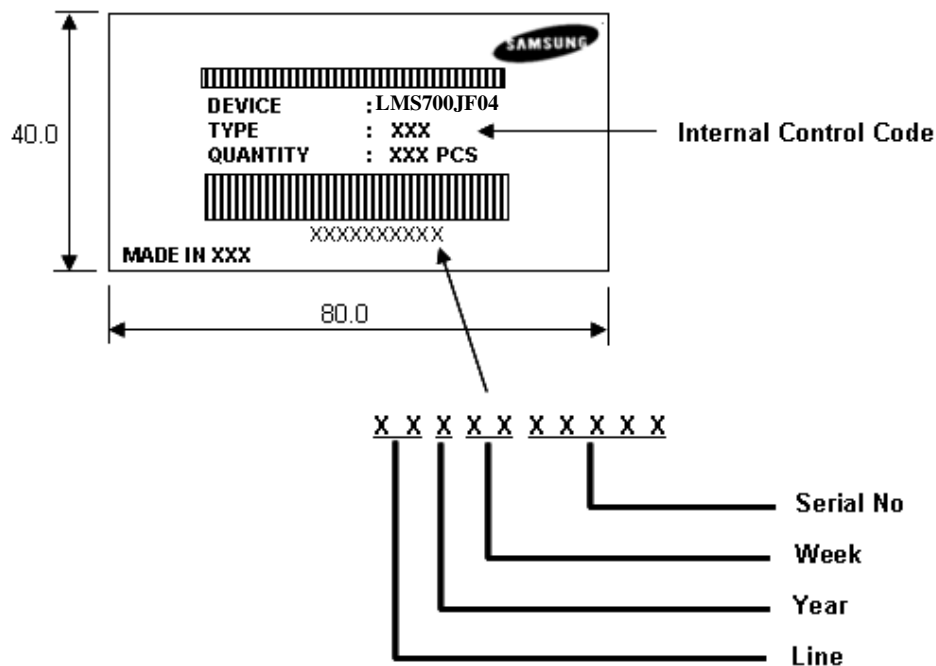 SAMSUNG
DEVICE : LMS700JF04
TYPE : XXX
QUANTITY : XXX PCS
XXXXXXXXXX
MADE IN XXX
40.0
80.0
Internal Control Code
X X X X X X X X X X
Serial No
Week
Year
Line